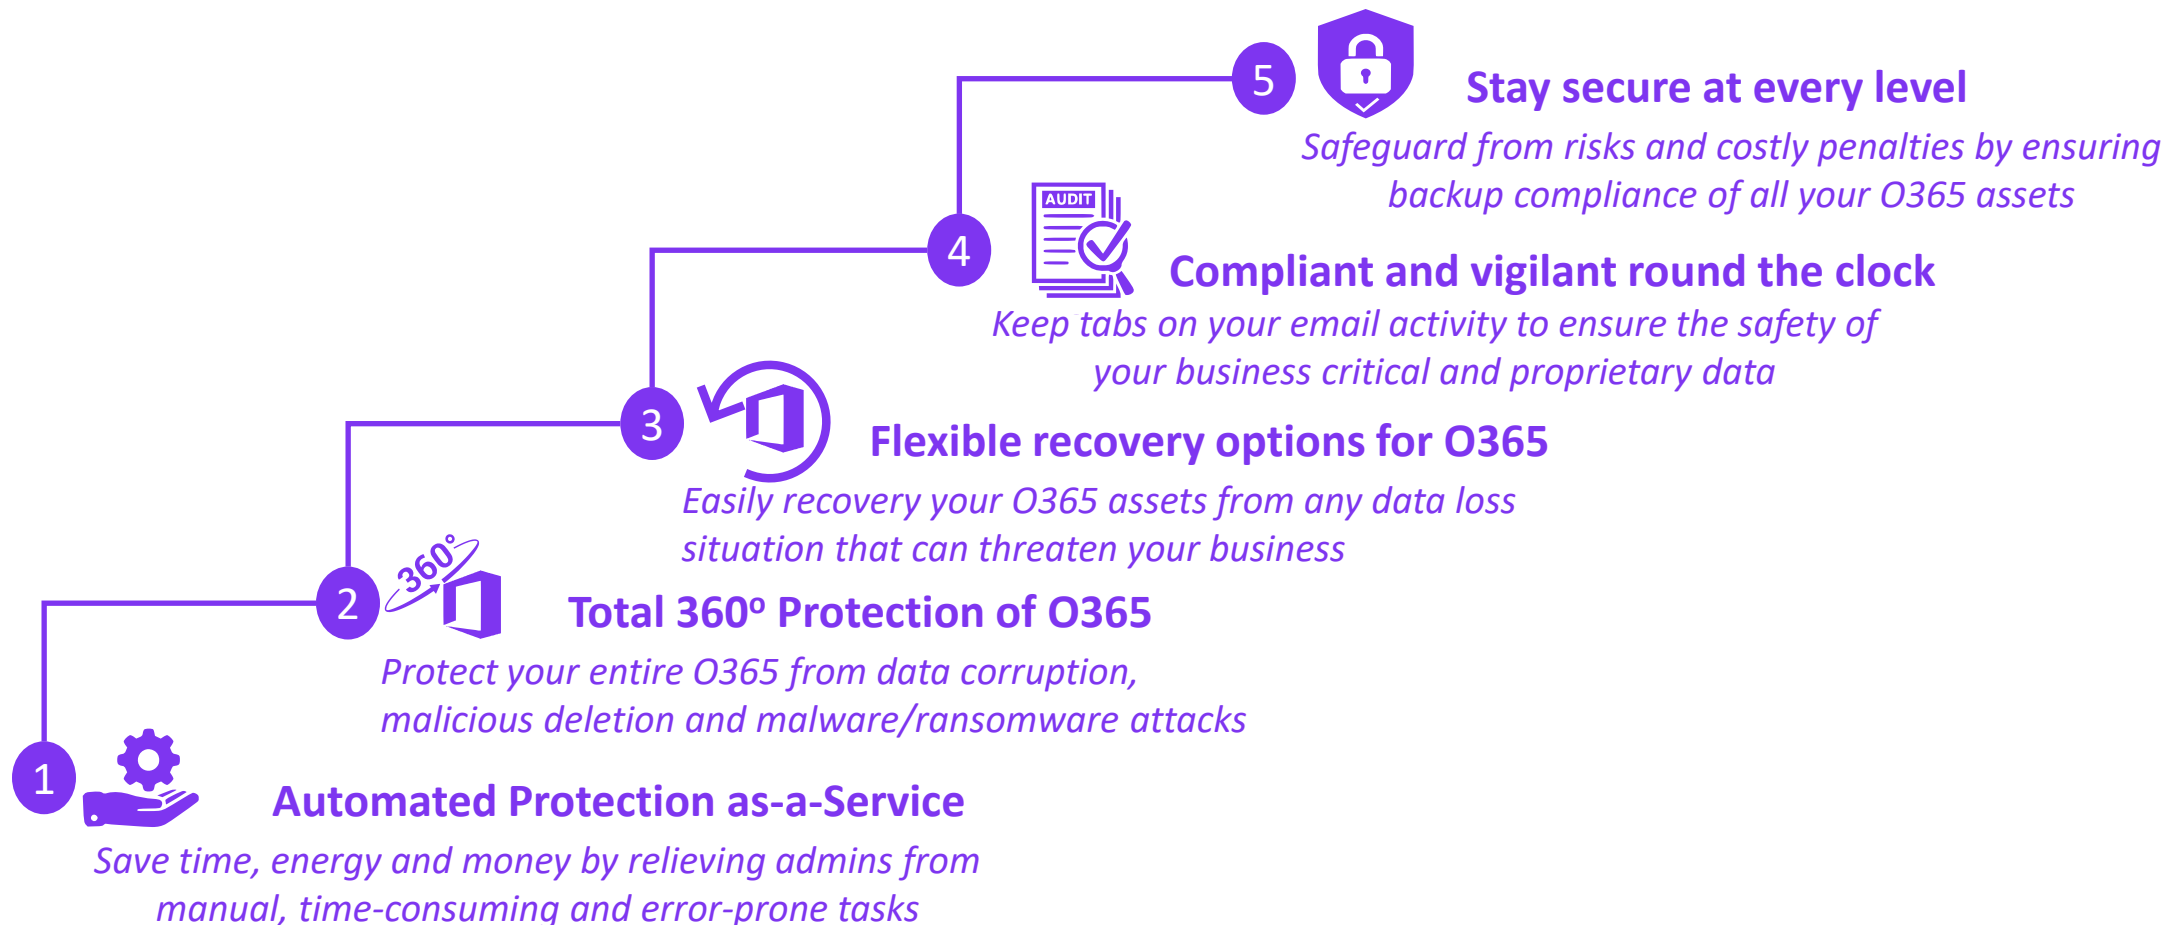 5
Stay secure at every level
Safeguard from risks and costly penalties by ensuring
backup compliance of all your O365 assets
4
AUDIT
Compliant and vigilant round the clock
Keep tabs on your email activity to ensure the safety of
your business critical and proprietary data
3
Flexible recovery options for O365
Easily recovery your O365 assets from any data loss
situation that can threaten your business
2
360°
Total 360º Protection of O365
Protect your entire O365 from data corruption,
malicious deletion and malware/ransomware attacks
1
Automated Protection as-a-Service
Save time, energy and money by relieving admins from
manual, time-consuming and error-prone tasks